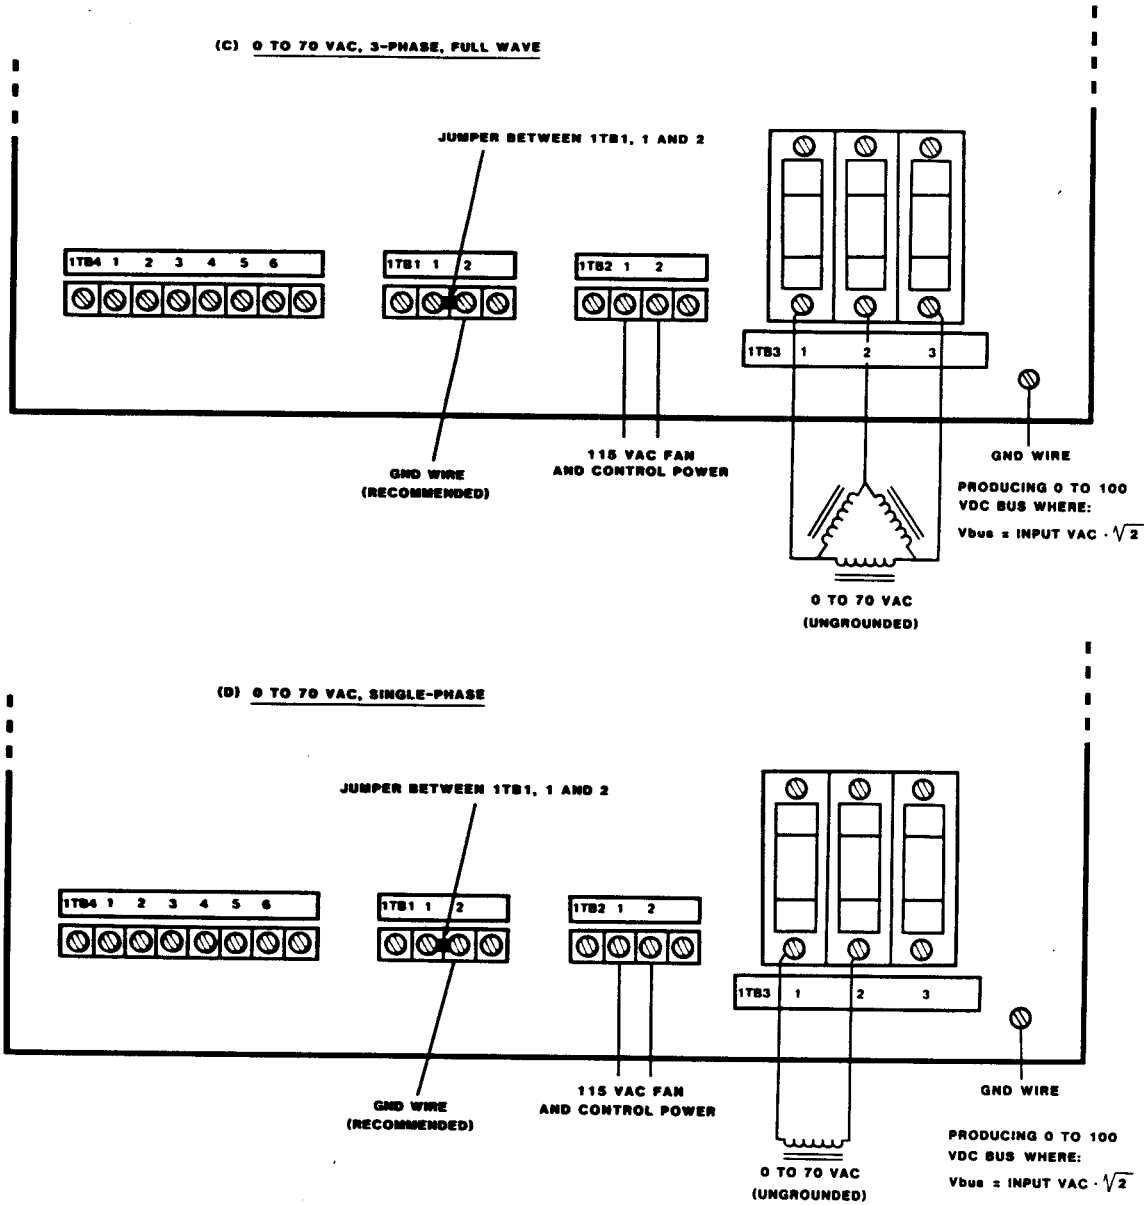 (C) 0 TO 70 VAC, 3-PHASE, FULL WAVE
JUMPER BETWEEN 1TB1, 1 AND 2
1TB4 1 2 3 4 5 6
1TB1 1 2
1TB2 1 2
1TB3 1 2 3
GND WIRE
(RECOMMENDED)
115 VAC FAN
AND CONTROL POWER
GND WIRE
PRODUCING 0 TO 100
VDC BUS WHERE:
Vbus = INPUT VAC · √2
0 TO 70 VAC
(UNGROUNDED)
(D) 0 TO 70 VAC, SINGLE-PHASE
JUMPER BETWEEN 1TB1, 1 AND 2
1TB4 1 2 3 4 5 6
1TB1 1 2
1TB2 1 2
1TB3 1 2 3
GND WIRE
(RECOMMENDED)
115 VAC FAN
AND CONTROL POWER
GND WIRE
PRODUCING 0 TO 100
VDC BUS WHERE:
Vbus = INPUT VAC · √2
0 TO 70 VAC
(UNGROUNDED)